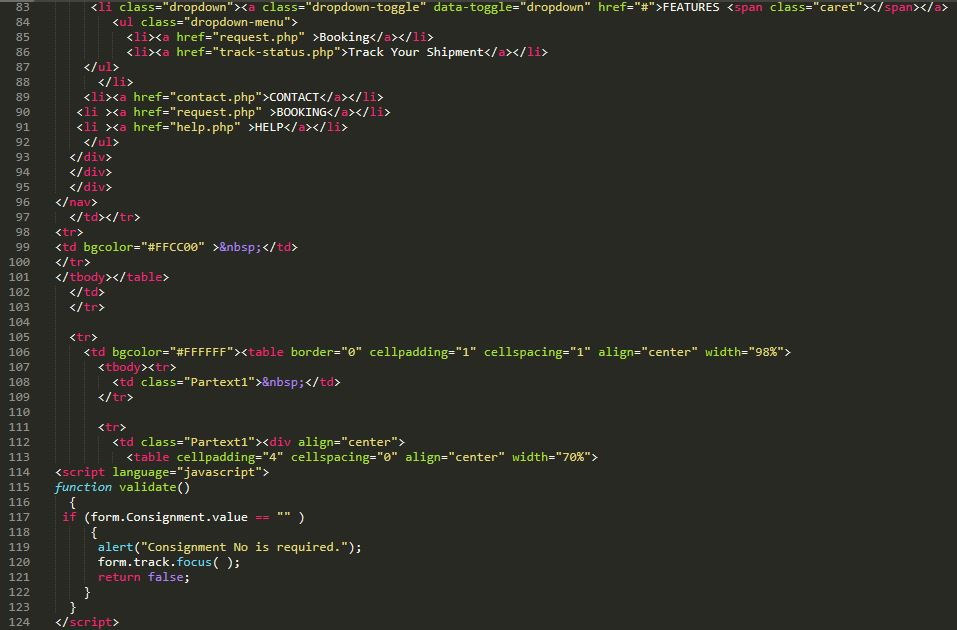 83 <li class="dropdown"><a class="dropdown-toggle" data-toggle="dropdown" href="#">FEATURES <span class="caret"></span></a>
84 <ul class="dropdown-menu">
85 <li><a href="request.php" >Booking</a></li>
86 <li><a href="track-status.php">Track Your Shipment</a></li>
87 </ul>
88 </li>
89 <li><a href="contact.php">CONTACT</a></li>
90 <li ><a href="request.php" >BOOKING</a></li>
91 <li ><a href="help.php" >HELP</a></li>
92 </ul>
93 </div>
94 </div>
95 </div>
96 </nav>
97 </td></tr>
98 <tr>
99 <td bgcolor="#FFCC00" >&nbsp;</td>
100 </tr>
101 </tbody></table>
102 </td>
103 </tr>
104
105 <tr>
106 <td bgcolor="#FFFFFF"><table border="0" cellpadding="1" cellspacing="1" align="center" width="98%">
107 <tbody><tr>
108 <td class="Partext1">&nbsp;</td>
109 </tr>
110
111 <tr>
112 <td class="Partext1"><div align="center">
113 <table cellpadding="4" cellspacing="0" align="center" width="70%">
114 <script language="javascript">
115 function validate()
116 {
117 if (form.Consignment.value == "" )
118 {
119 alert("Consignment No is required.");
120 form.track.focus( );
121 return false;
122 }
123 }
124 </script>